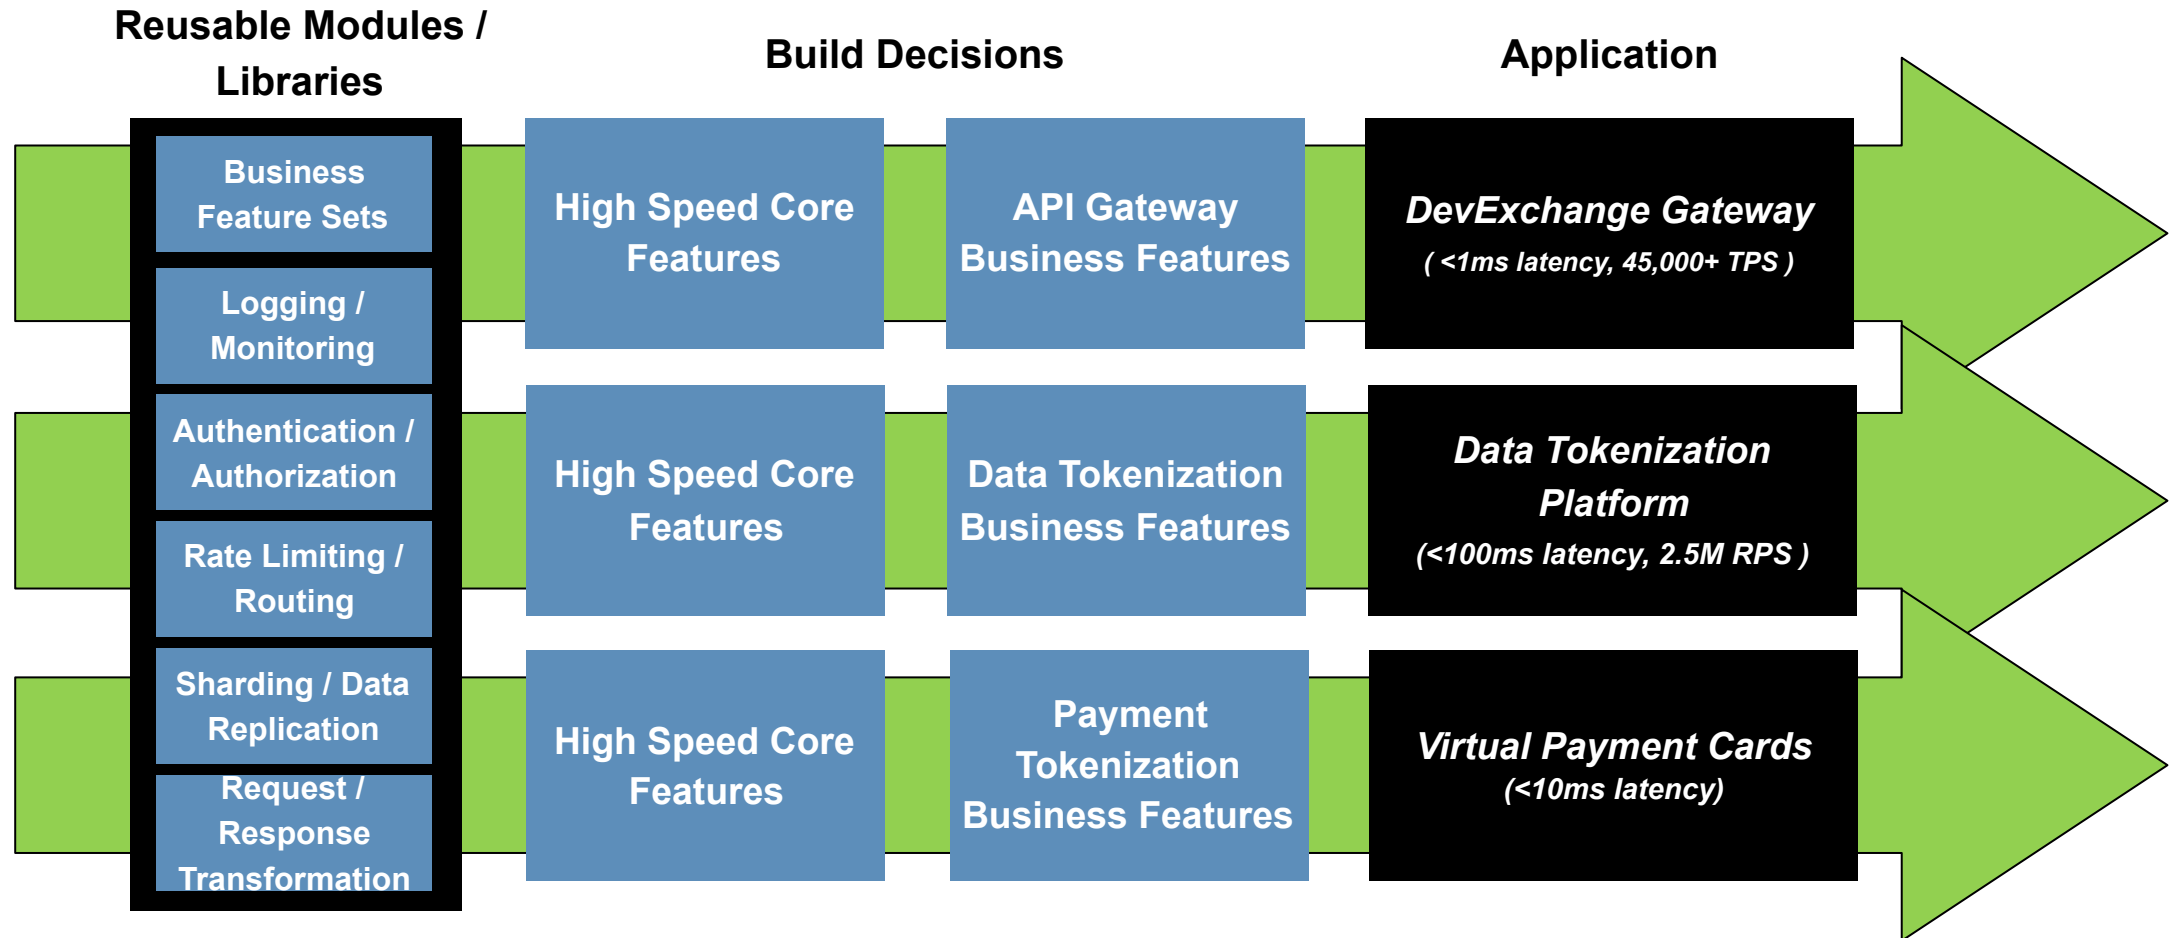 Reusable Modules /
Libraries
Build Decisions
Application
Business
Feature Sets
Logging /
Monitoring
Authentication /
Authorization
Rate Limiting /
Routing
Sharding / Data
Replication
Request /
Response
Transformation
High Speed Core
Features
API Gateway
Business Features
DevExchange Gateway
( <1ms latency, 45,000+ TPS )
High Speed Core
Features
Data Tokenization
Business Features
Data Tokenization
Platform
(<100ms latency, 2.5M RPS )
High Speed Core
Features
Payment
Tokenization
Business Features
Virtual Payment Cards
(<10ms latency)